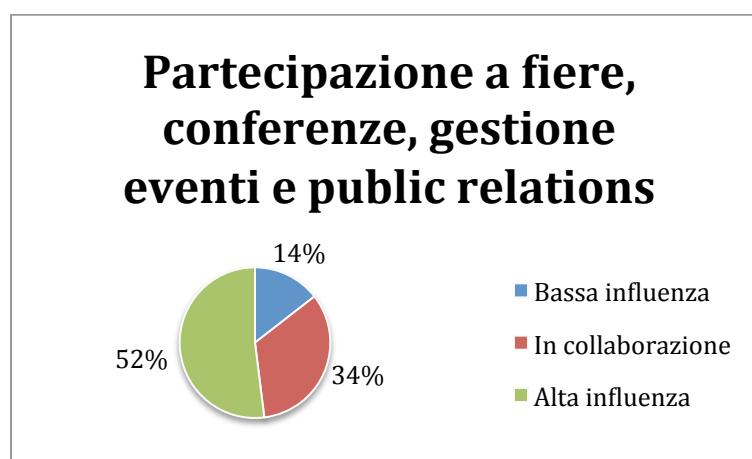 Partecipazione a fiere,
conferenze, gestione
eventi e public relations
14%
52%
34%
Bassa influenza
In collaborazione
Alta influenza